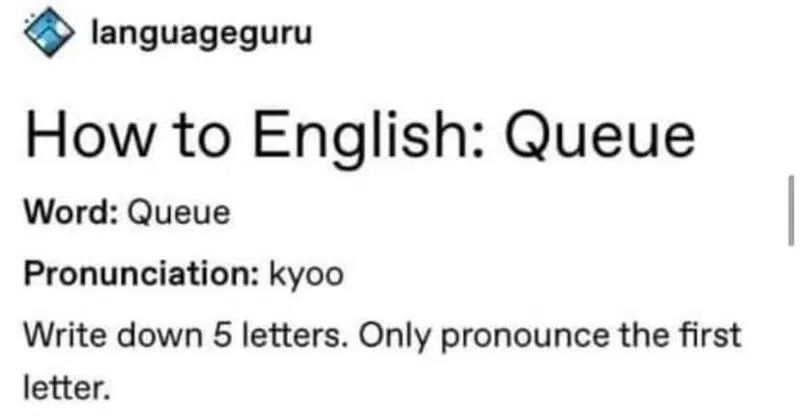 languageguru
How to English: Queue
Word: Queue
Pronunciation: kyoo
Write down 5 letters. Only pronounce the first
letter.